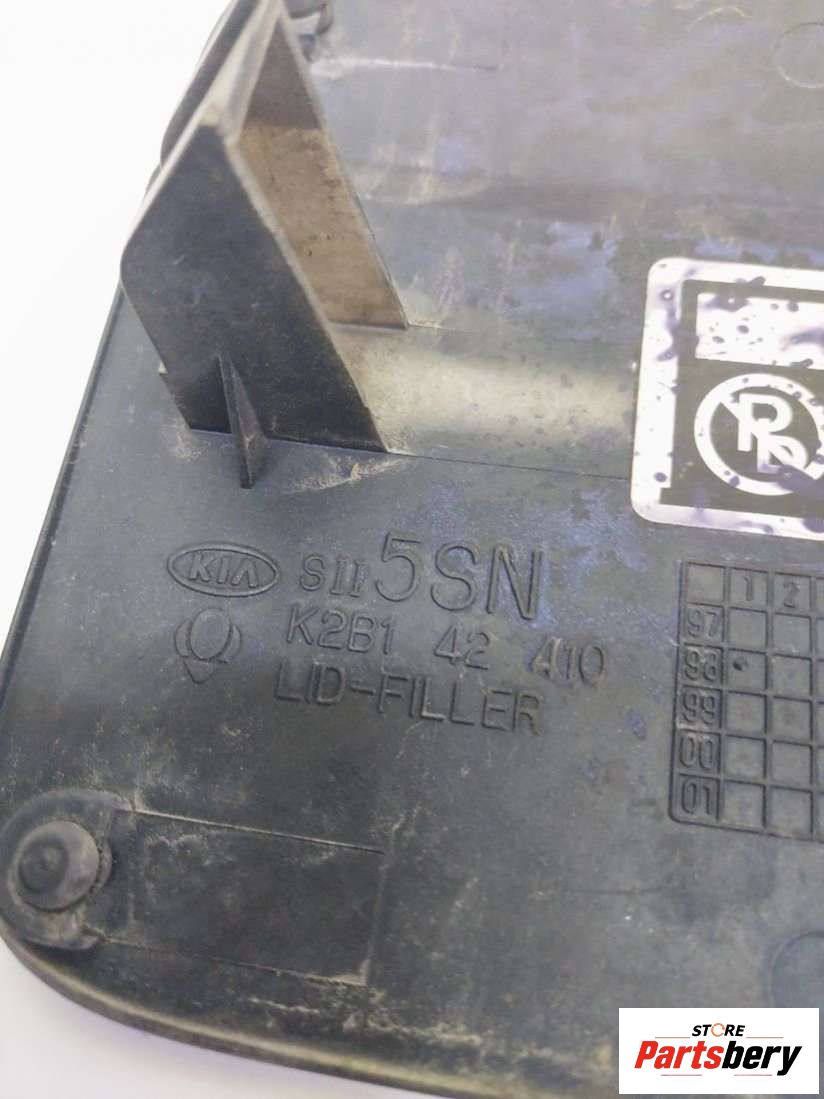 KIA SII 5SN
K2B1 42 410
LID-FILLER
1 2
97
98
99
00
01
STORE
Partsbery